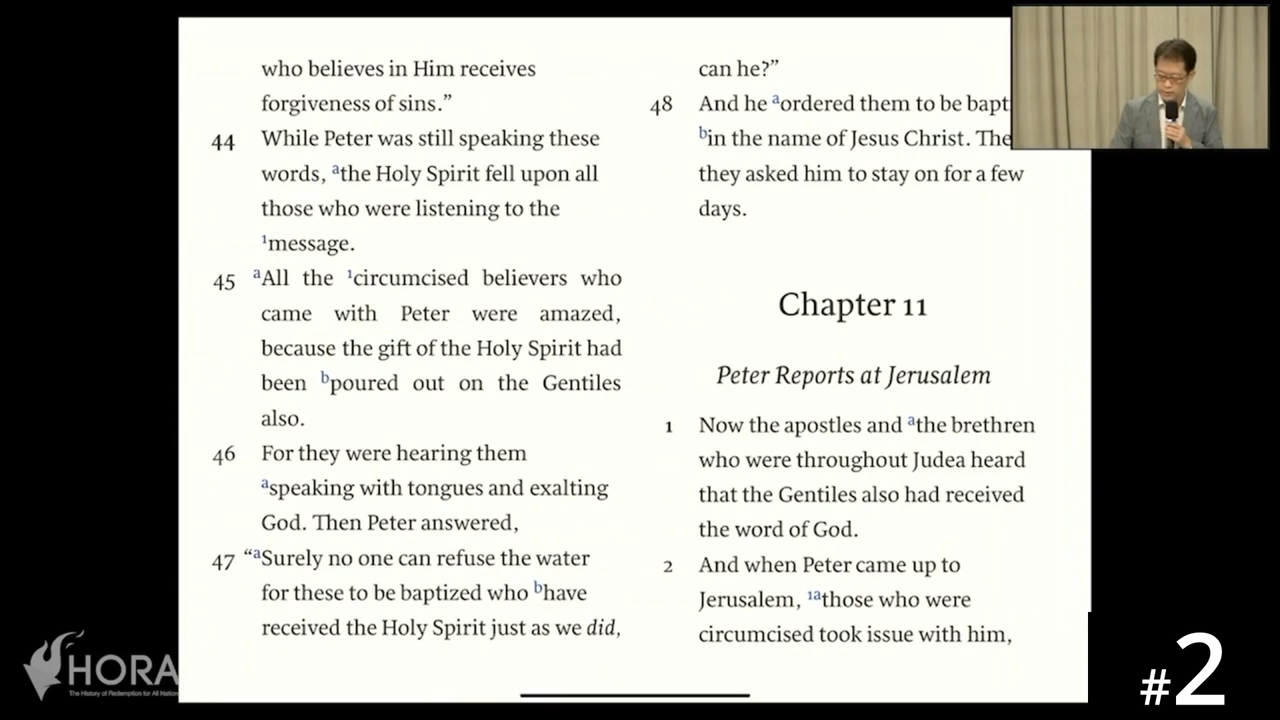 who believes in Him receives
forgiveness of sins.”
44 While Peter was still speaking these
words, ᵃthe Holy Spirit fell upon all
those who were listening to the
¹message.
45 ᵃAll the ¹circumcised believers who
came with Peter were amazed,
because the gift of the Holy Spirit had
been ᵇpoured out on the Gentiles
also.
46 For they were hearing them
ᵃspeaking with tongues and exalting
God. Then Peter answered,
47 “ᵃSurely no one can refuse the water
for these to be baptized who ᵇhave
received the Holy Spirit just as we did,
can he?”
48 And he ᵃordered them to be bapt
ᵇin the name of Jesus Christ. The
they asked him to stay on for a few
days.
Chapter 11
Peter Reports at Jerusalem
1 Now the apostles and ᵃthe brethren
who were throughout Judea heard
that the Gentiles also had received
the word of God.
2 And when Peter came up to
Jerusalem, ¹ᵃthose who were
circumcised took issue with him,
HORA
The History of Redemption for All Nation
#2